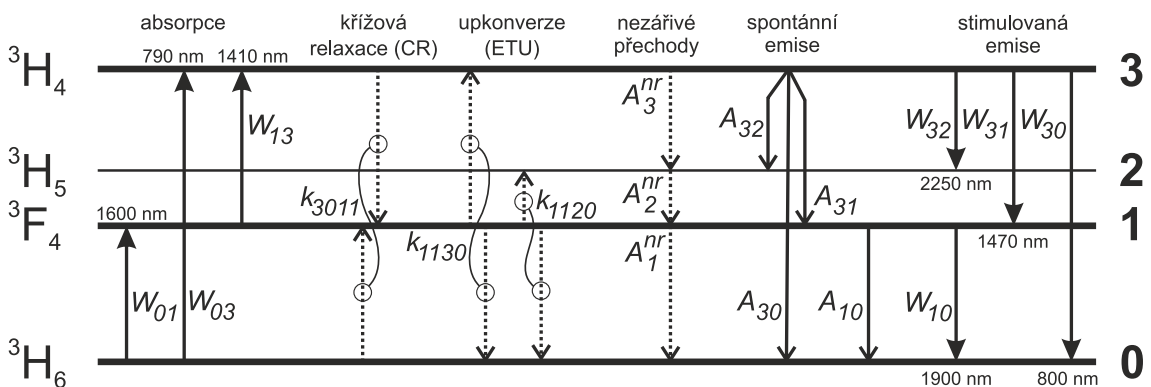 absorpce
křížová
relaxace (CR)
upkonverze
(ETU)
nezářivé
přechody
spontánní
emise
stimulovaná
emise
790 nm 1410 nm
³H₄
3
W₁₃
A₃ⁿʳ
A₃₂
W₃₂ W₃₁ W₃₀
³H₅
2
2250 nm
k₃₀₁₁
k₁₁₂₀
A₂ⁿʳ
A₃₁
1600 nm
³F₄
1
1470 nm
k₁₁₃₀
A₁ⁿʳ
W₀₁ W₀₃
A₃₀ A₁₀ W₁₀
³H₆
0
1900 nm 800 nm